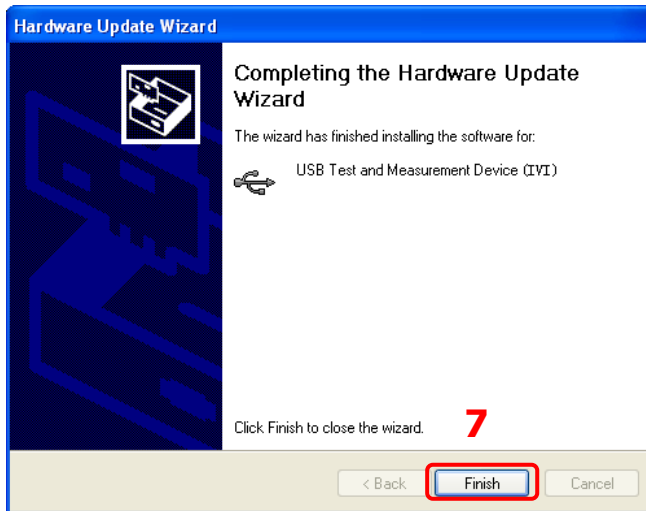 Hardware Update Wizard
Completing the Hardware Update
Wizard
The wizard has finished installing the software for:
USB Test and Measurement Device (IVI)
Click Finish to close the wizard.
7
< Back
Finish
Cancel